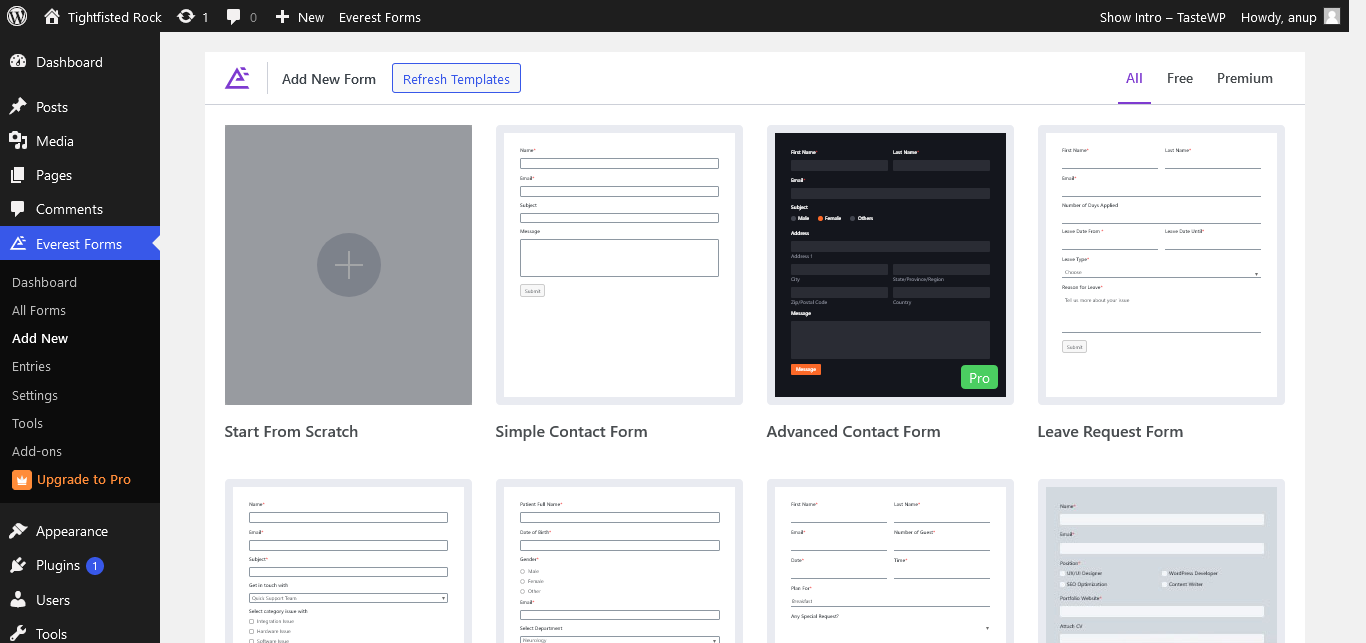 Tightfisted Rock
1
0
New
Everest Forms
Show Intro – TasteWP
Howdy, anup
Dashboard
Posts
Media
Pages
Comments
Everest Forms
Dashboard
All Forms
Add New
Entries
Settings
Tools
Add-ons
Upgrade to Pro
Appearance
Plugins 1
Users
Tools
Add New Form
Refresh Templates
All
Free
Premium
Start From Scratch
Name*
Email*
Subject
Message
Submit
Simple Contact Form
First Name* Last Name*
Email*
Subject
Male Female Others
Address
Address 1
City State/Province/Region
Zip/Postal Code Country
Message
Message
Pro
Advanced Contact Form
First Name* Last Name*
Email*
Number of Days Applied
Leave Date From * Leave Date Until*
Leave Type*
Choose
Reason for Leave*
Tell us more about your issue
Submit
Leave Request Form
Name*
Email*
Subject*
Get in touch with
Quick Support Team
Select category issue with
Integration Issue
Hardware Issue
Software Issue
Patient Full Name*
Date of Birth*
Gender*
Male
Female
Other
Email*
Select Department
Neurology
First Name* Last Name*
Email* Number of Guest*
Date* Time*
Plan For*
Breakfast
Any Special Request?
Name*
Email*
Position*
UX/UI Designer WordPress Developer
SEO Optimization Content Writer
Portfolio Website*
Attach CV